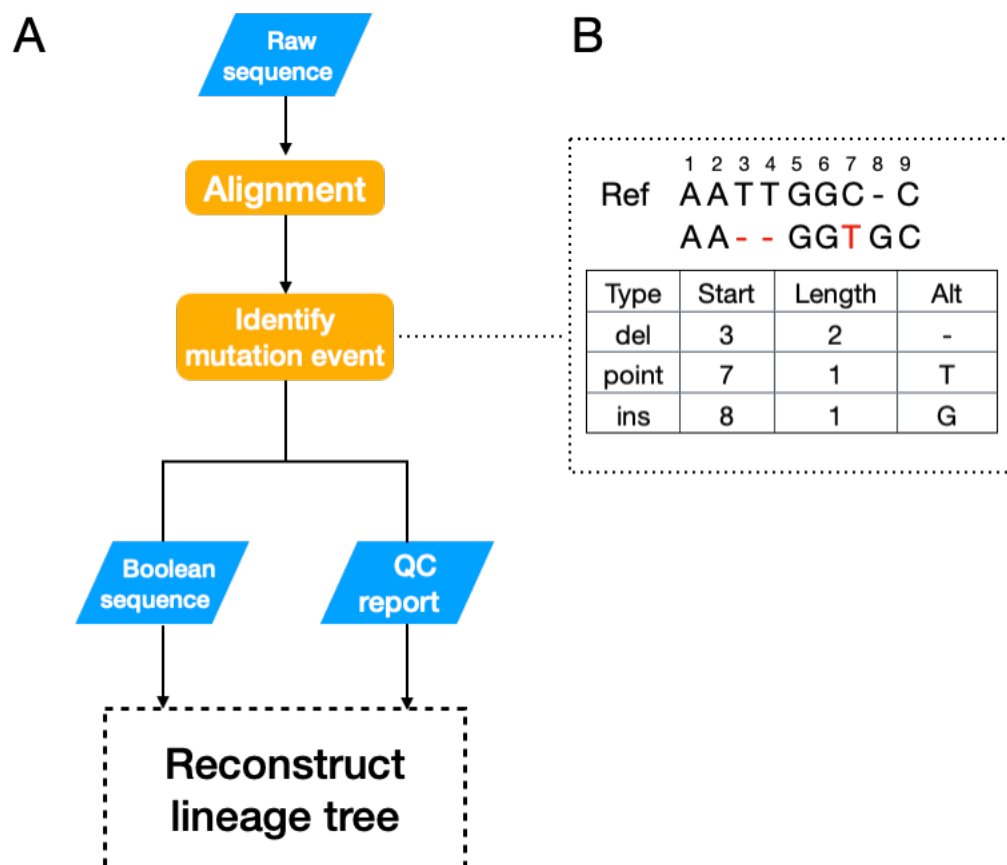 A
Raw
sequence
Alignment
Identify
mutation event
Boolean
sequence
QC
report
Reconstruct
lineage tree
B
1 2 3 4 5 6 7 8 9
Ref A A T T G G C - C
A A - - G G T G C
Type Start Length Alt
del 3 2 -
point 7 1 T
ins 8 1 G